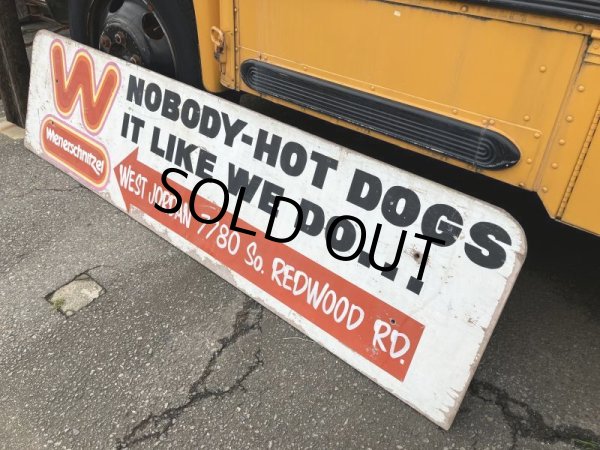 W
Wienerschnitzel
NOBODY-HOT DOGS
IT LIKE WE DO!!!
WEST JORDAN 7780 So. REDWOOD RD.
SOLD OUT